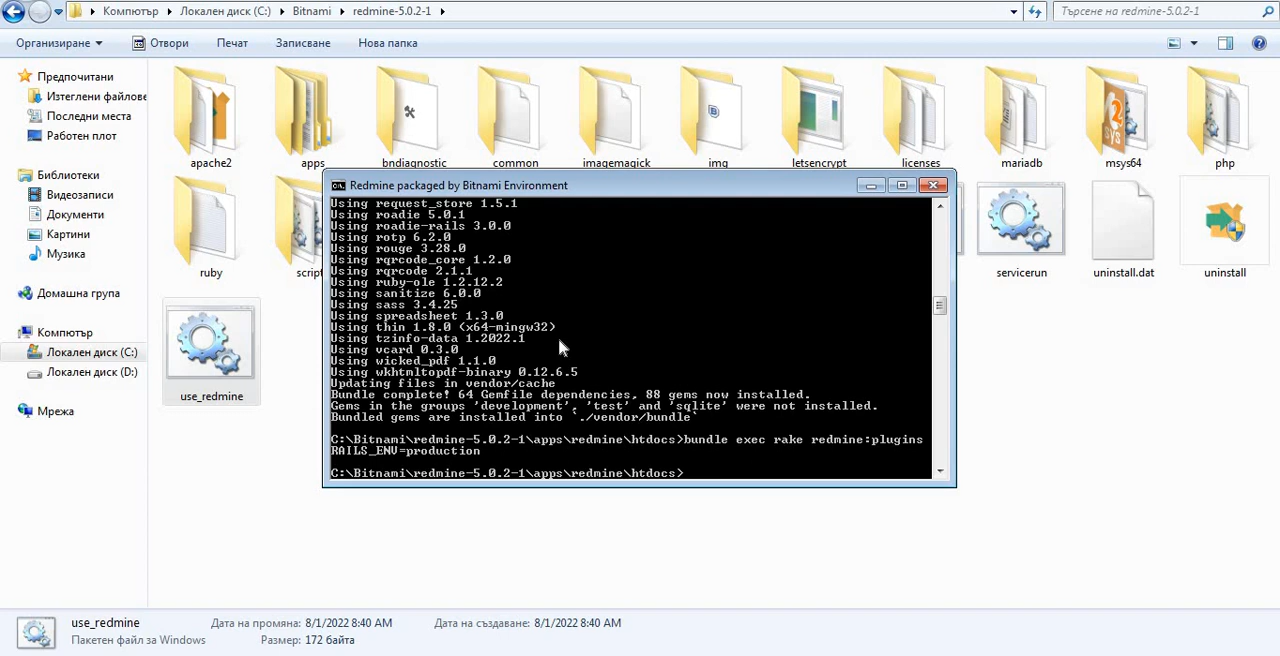 Компютър
Локален диск (C:)
Bitnami
redmine-5.0.2-1
Търсене на redmine-5.0.2-1
Организиране
Отвори
Печат
Записване
Нова папка
Предпочитани
Изтеглени файлове
Последни места
Работен плот
Библиотеки
Видеозаписи
Документи
Картини
Музика
Домашна група
Компютър
Локален диск (C:)
Локален диск (D:)
Мрежа
apache2
apps
bndiagnostic
common
imagemagick
img
letsencrypt
licenses
mariadb
msys64
php
ruby
script
servicerun
uninstall.dat
uninstall
use_redmine
Redmine packaged by Bitnami Environment
Using request_store 1.5.1
Using roadie 5.0.1
Using roadie-rails 3.0.0
Using rotp 6.2.0
Using rouge 3.28.0
Using rqrcode_core 1.2.0
Using rqrcode 2.1.1
Using ruby-ole 1.2.12.2
Using sanitize 6.0.0
Using sass 3.4.25
Using spreadsheet 1.3.0
Using thin 1.8.0 (x64-mingw32)
Using tzinfo-data 1.2022.1
Using vcard 0.3.0
Using wicked_pdf 1.1.0
Using wkhtmltopdf-binary 0.12.6.5
Updating files in vendor/cache
Bundle complete! 64 Gemfile dependencies, 88 gems now installed.
Gems in the groups 'development', 'test' and 'sqlite' were not installed.
Bundled gems are installed into `./vendor/bundle`
C:\Bitnami\redmine-5.0.2-1\apps\redmine\htdocs>bundle exec rake redmine:plugins
RAILS_ENV=production
C:\Bitnami\redmine-5.0.2-1\apps\redmine\htdocs>
use_redmine
Дата на промяна: 8/1/2022 8:40 AM
Дата на създаване: 8/1/2022 8:40 AM
Пакетен файл за Windows
Размер: 172 байта